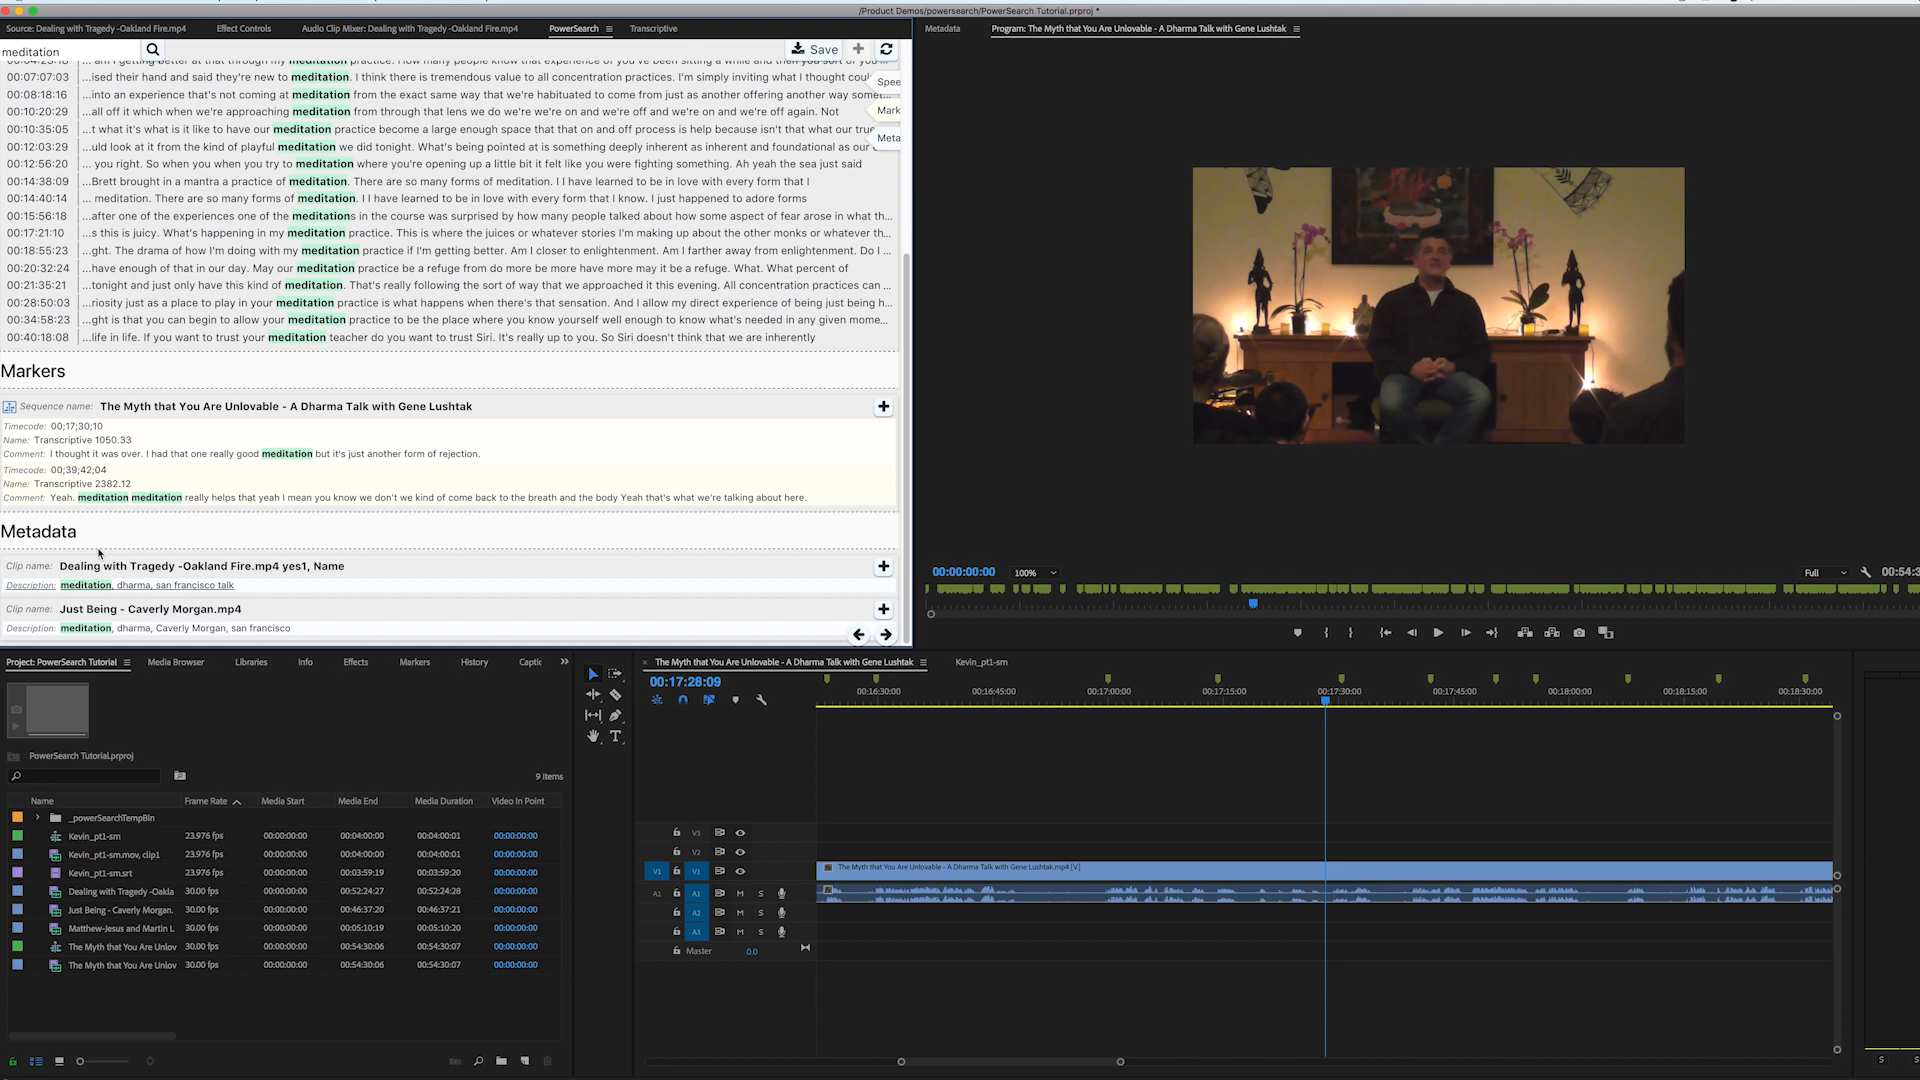 /Product Demos/powersearch/PowerSearch Tutorial.prproj *
Source: Dealing with Tragedy -Oakland Fire.mp4
Effect Controls
Audio Clip Mixer: Dealing with Tragedy -Oakland Fire.mp4
PowerSearch
Transcriptive
Metadata
Program: The Myth that You Are Unlovable - A Dharma Talk with Gene Lushtak
meditation
Save
00:07:07:03 ...ised their hand and said they're new to meditation. I think there is tremendous value to all concentration practices. I'm simply inviting what I thought
Spee
00:08:18:16 ...into an experience that's not coming at meditation from the exact same way that we're habituated to come from just as another offering another way somet...
00:10:20:29 ...all off it which when we're approaching meditation from through that lens we do we're we're on and we're off and we're on and we're off again. Not
Mark
00:10:35:05 ...t what it's what is it like to have our meditation practice become a large enough space that that on and off process is help because isn't that what our
Meta
00:12:03:29 ...uld look at it from the kind of playful meditation we did tonight. What's being pointed at is something deeply inherent as inherent and foundational as our
00:12:56:20 ... you right. So when you when you try to meditation where you're opening up a little bit it felt like you were fighting something. Ah yeah the sea just said
00:14:38:09 ...Brett brought in a mantra a practice of meditation. There are so many forms of meditation. I I have learned to be in love with every form that I
00:14:40:14 ... meditation. There are so many forms of meditation. I I have learned to be in love with every form that I know. I just happened to adore forms
00:15:56:18 ...after one of the experiences one of the meditations in the course was surprised by how many people talked about how some aspect of fear arose in what th...
00:17:21:10 ...s this is juicy. What's happening in my meditation practice. This is where the juices or whatever stories I'm making up about the other monks or whatever th...
00:18:55:23 ...ght. The drama of how I'm doing with my meditation practice if I'm getting better. Am I closer to enlightenment. Am I farther away from enlightenment. Do I ...
00:20:32:24 ...have enough of that in our day. May our meditation practice be a refuge from do more be more have more may it be a refuge. What. What percent of
00:21:35:21 ...tonight and just only have this kind of meditation. That's really following the sort of way that we approached it this evening. All concentration practices can ...
00:28:50:03 ...riosity just as a place to play in your meditation practice is what happens when there's that sensation. And I allow my direct experience of being just being h...
00:34:58:23 ...ght is that you can begin to allow your meditation practice to be the place where you know yourself well enough to know what's needed in any given mome...
00:40:18:08 ...life in life. If you want to trust your meditation teacher do you want to trust Siri. It's really up to you. So Siri doesn't think that we are inherently
Markers
Sequence name: The Myth that You Are Unlovable - A Dharma Talk with Gene Lushtak
Timecode: 00;17;30;10
Name: Transcriptive 1050.33
Comment: I thought it was over. I had that one really good meditation but it's just another form of rejection.
Timecode: 00;39;42;04
Name: Transcriptive 2382.12
Comment: Yeah. meditation meditation really helps that yeah I mean you know we don't we kind of come back to the breath and the body Yeah that's what we're talking about here.
Metadata
Clip name: Dealing with Tragedy -Oakland Fire.mp4 yes1, Name
Description: meditation, dharma, san francisco talk
Clip name: Just Being - Caverly Morgan.mp4
Description: meditation, dharma, Caverly Morgan, san francisco
00:00:00:00
100%
Full
00:54:3
Project: PowerSearch Tutorial
Media Browser
Libraries
Info
Effects
Markers
History
Captic
PowerSearch Tutorial.prproj
9 Items
Name Frame Rate Media Start Media End Media Duration Video In Point
_powerSearchTempBin
Kevin_pt1-sm 23.976 fps 00:00:00:00 00:04:00:00 00:04:00:01 00:00:00:00
Kevin_pt1-sm.mov, clip1 23.976 fps 00:00:00:00 00:04:00:00 00:04:00:01 00:00:00:00
Kevin_pt1-sm.srt 23.976 fps 00:00:00:00 00:03:59:19 00:03:59:20 00:00:00:00
Dealing with Tragedy -Oakla 30.00 fps 00:00:00:00 00:52:24:27 00:52:24:28 00:00:00:00
Just Being - Caverly Morgan. 30.00 fps 00:00:00:00 00:46:37:20 00:46:37:21 00:00:00:00
Matthew-Jesus and Martin L 30.00 fps 00:00:00:00 00:05:10:19 00:05:10:20 00:00:00:00
The Myth that You Are Unlov 30.00 fps 00:00:00:00 00:54:30:06 00:54:30:07 00:00:00:00
The Myth that You Are Unlov 30.00 fps 00:00:00:00 00:54:30:06 00:54:30:07 00:00:00:00
The Myth that You Are Unlovable - A Dharma Talk with Gene Lushtak
Kevin_pt1-sm
00:17:28:09
00:16:30:00 00:16:45:00 00:17:00:00 00:17:15:00 00:17:30:00 00:17:45:00 00:18:00:00 00:18:15:00 00:18:30:00
V3
V2
V1 V1
The Myth that You Are Unlovable - A Dharma Talk with Gene Lushtak.mp4 [V]
A1 A1 M S
A2 M S
A3 M S
Master 0.0
S S